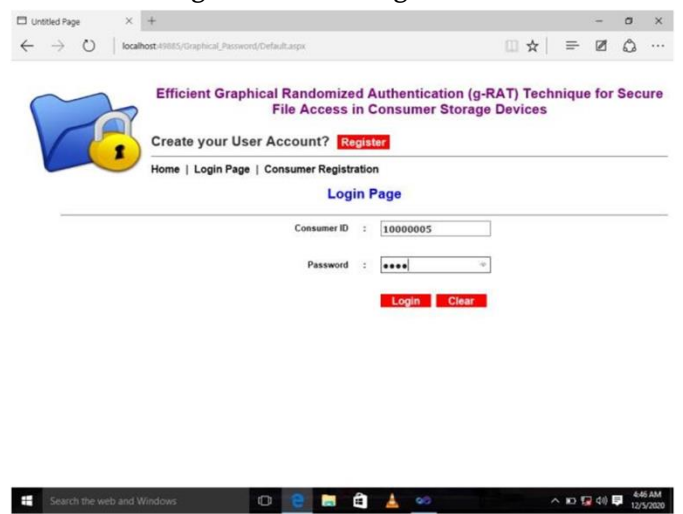 Untitled Page
localhost:49885/Graphical_Password/Default.aspx
Efficient Graphical Randomized Authentication (g-RAT) Technique for Secure
File Access in Consumer Storage Devices
Create your User Account? Register
Home | Login Page | Consumer Registration
Login Page
Consumer ID : 10000005
Password : ••••
Login Clear
Search the web and Windows
4:46 AM
12/5/2020